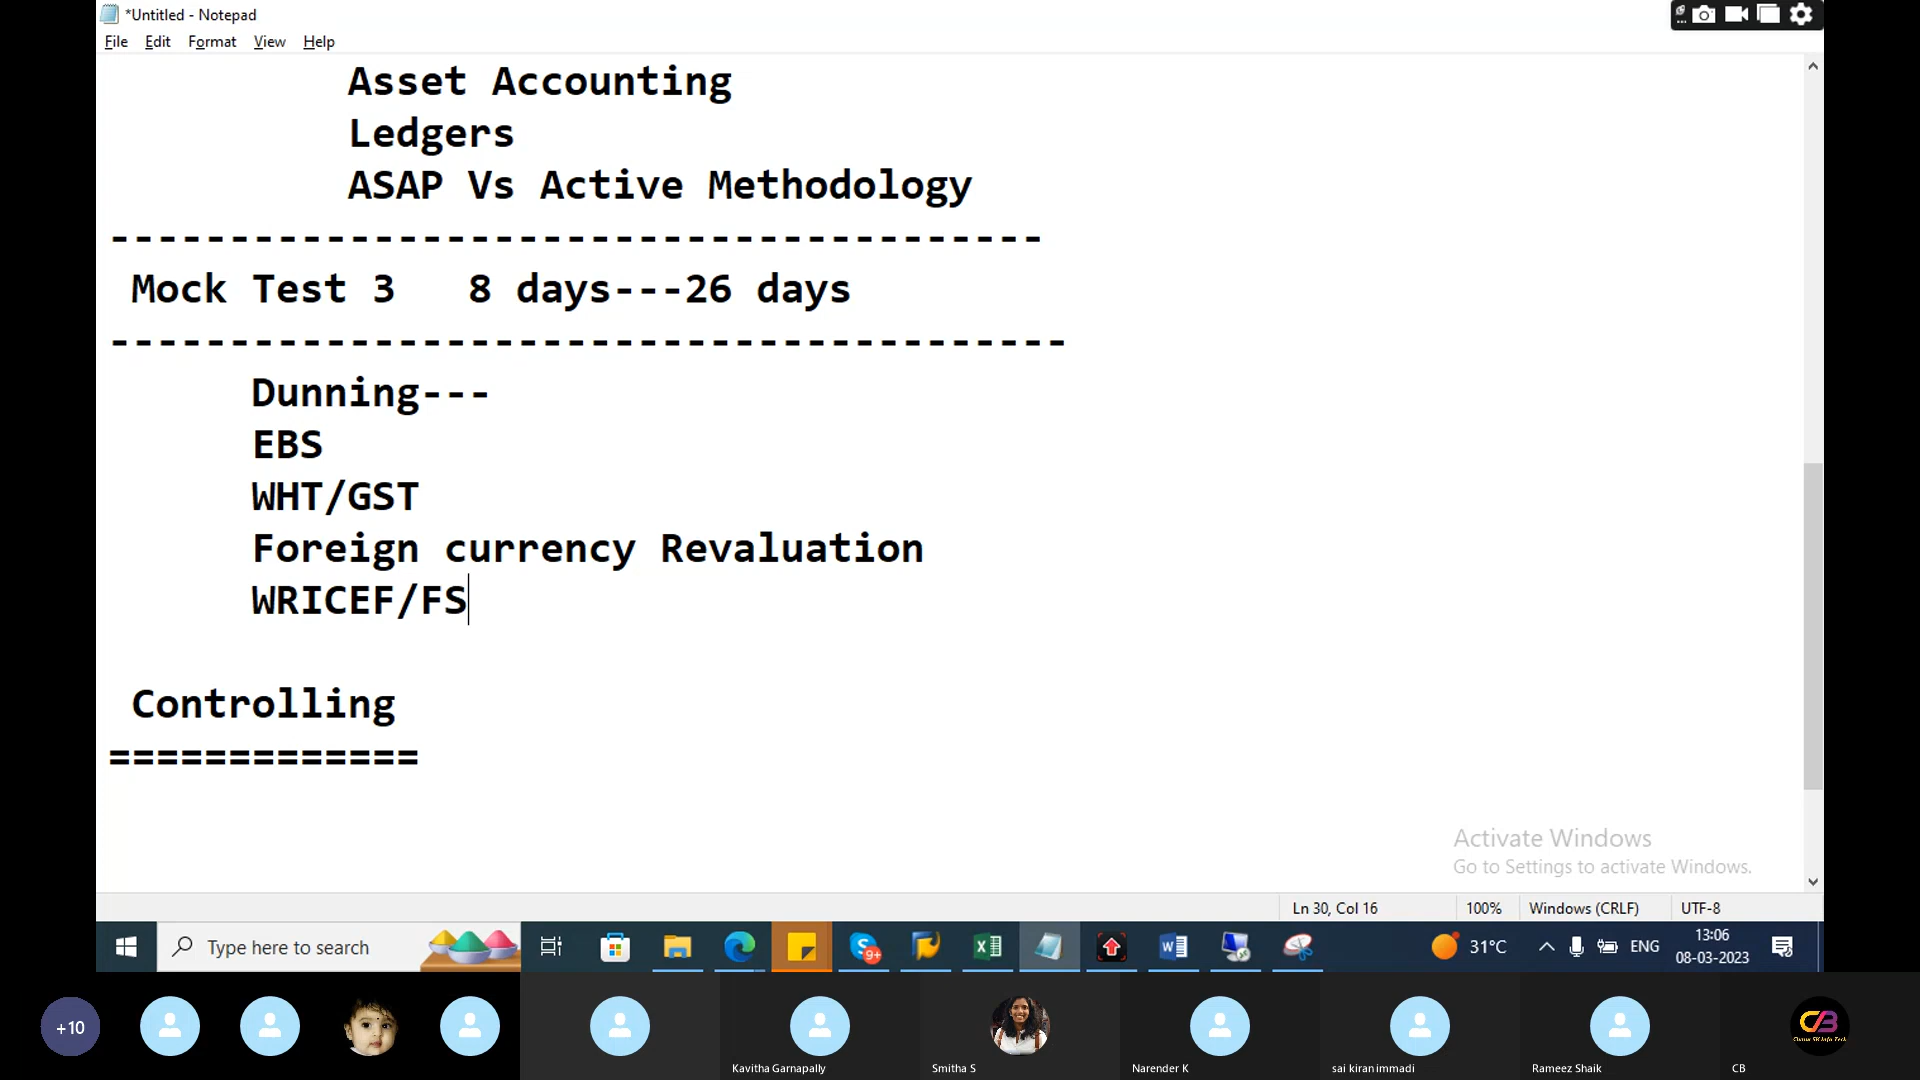 *Untitled - Notepad
File Edit Format View Help
Asset Accounting
Ledgers
ASAP Vs Active Methodology
---------------------------------------
Mock Test 3   8 days---26 days
----------------------------------------
Dunning---
EBS
WHT/GST
Foreign currency Revaluation
WRICEF/FS
Controlling
=============
Activate Windows
Go to Settings to activate Windows.
Ln 30, Col 16 100% Windows (CRLF) UTF-8
Type here to search
9+
31°C
ENG
13:06
08-03-2023
+10
Kavitha Garnapally
Smitha S
Narender K
sai kiran immadi
Rameez Shaik
CB